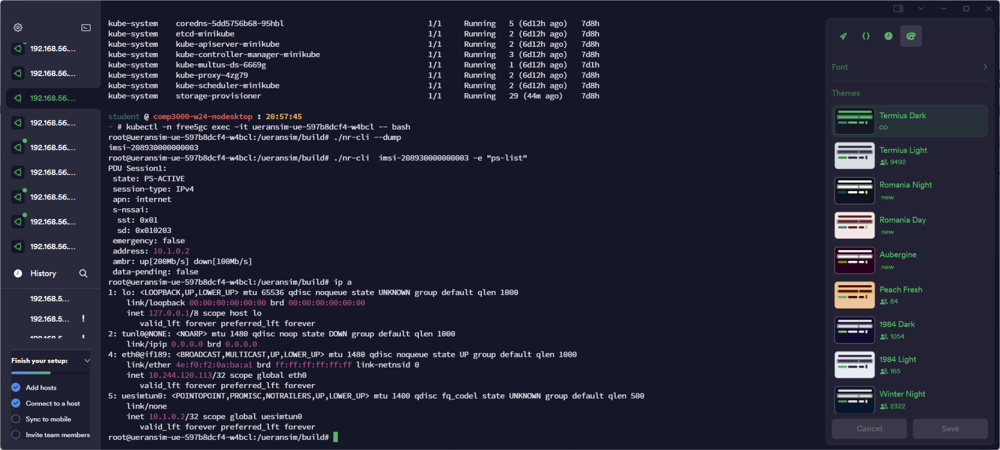 192.168.56....
192.168.56....
192.168.56....
192.168.56....
192.168.56....
192.168.56....
192.168.56....
192.168.56....
192.168.56....
History
192.168.5...
192.168.5... !
Finish your setup:
Add hosts
Connect to a host
Sync to mobile
Invite team members
kube-system coredns-5dd5756b68-95hbl 1/1 Running 5 (6d12h ago) 7d8h
kube-system etcd-minikube 1/1 Running 2 (6d12h ago) 7d8h
kube-system kube-apiserver-minikube 1/1 Running 2 (6d12h ago) 7d8h
kube-system kube-controller-manager-minikube 1/1 Running 3 (6d12h ago) 7d8h
kube-system kube-multus-ds-6669g 1/1 Running 1 (6d12h ago) 7d1h
kube-system kube-proxy-4zg79 1/1 Running 2 (6d12h ago) 7d8h
kube-system kube-scheduler-minikube 1/1 Running 2 (6d12h ago) 7d8h
kube-system storage-provisioner 1/1 Running 29 (44m ago) 7d8h
student @ comp3000-w24-nodesktop : 20:57:45
~ # kubectl -n free5gc exec -it ueransim-ue-597b8dcf4-w4bcl -- bash
root@ueransim-ue-597b8dcf4-w4bcl:/ueransim/build# ./nr-cli --dump
imsi-208930000000003
root@ueransim-ue-597b8dcf4-w4bcl:/ueransim/build# ./nr-cli  imsi-208930000000003 -e "ps-list"
PDU Session1:
state: PS-ACTIVE
session-type: IPv4
apn: internet
s-nssai:
sst: 0x01
sd: 0x010203
emergency: false
address: 10.1.0.2
ambr: up[200Mb/s] down[100Mb/s]
data-pending: false
root@ueransim-ue-597b8dcf4-w4bcl:/ueransim/build# ip a
1: lo: <LOOPBACK,UP,LOWER_UP> mtu 65536 qdisc noqueue state UNKNOWN group default qlen 1000
link/loopback 00:00:00:00:00:00 brd 00:00:00:00:00:00
inet 127.0.0.1/8 scope host lo
valid_lft forever preferred_lft forever
2: tunl0@NONE: <NOARP> mtu 1480 qdisc noop state DOWN group default qlen 1000
link/ipip 0.0.0.0 brd 0.0.0.0
4: eth0@if189: <BROADCAST,MULTICAST,UP,LOWER_UP> mtu 1480 qdisc noqueue state UP group default qlen 1000
link/ether 4e:f0:f2:0a:ba:a1 brd ff:ff:ff:ff:ff:ff link-netnsid 0
inet 10.244.120.113/32 scope global eth0
valid_lft forever preferred_lft forever
5: uesimtun0: <POINTOPOINT,PROMISC,NOTRAILERS,UP,LOWER_UP> mtu 1400 qdisc fq_codel state UNKNOWN group default qlen 500
link/none
inet 10.1.0.2/32 scope global uesimtun0
valid_lft forever preferred_lft forever
root@ueransim-ue-597b8dcf4-w4bcl:/ueransim/build#
Font
Themes
Termius Dark
∞
Termius Light
9492
Romania Night
new
Romania Day
new
Aubergine
new
Peach Fresh
84
1984 Dark
1054
1984 Light
165
Winter Night
2322
Cancel
Save